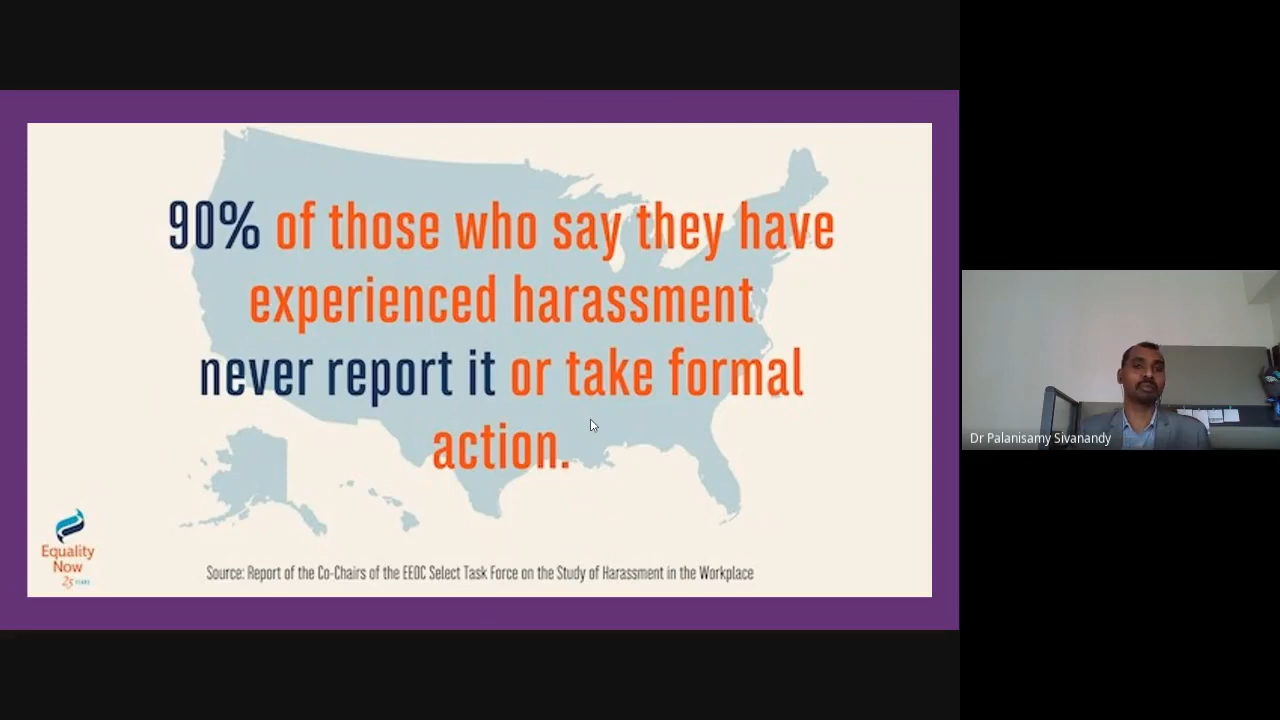 90% of those who say they have
experienced harassment
never report it or take formal
action.
Equality
Now
25 YEARS
Source: Report of the Co-Chairs of the EEOC Select Task Force on the Study of Harassment in the Workplace
Dr Palanisamy Sivanandy